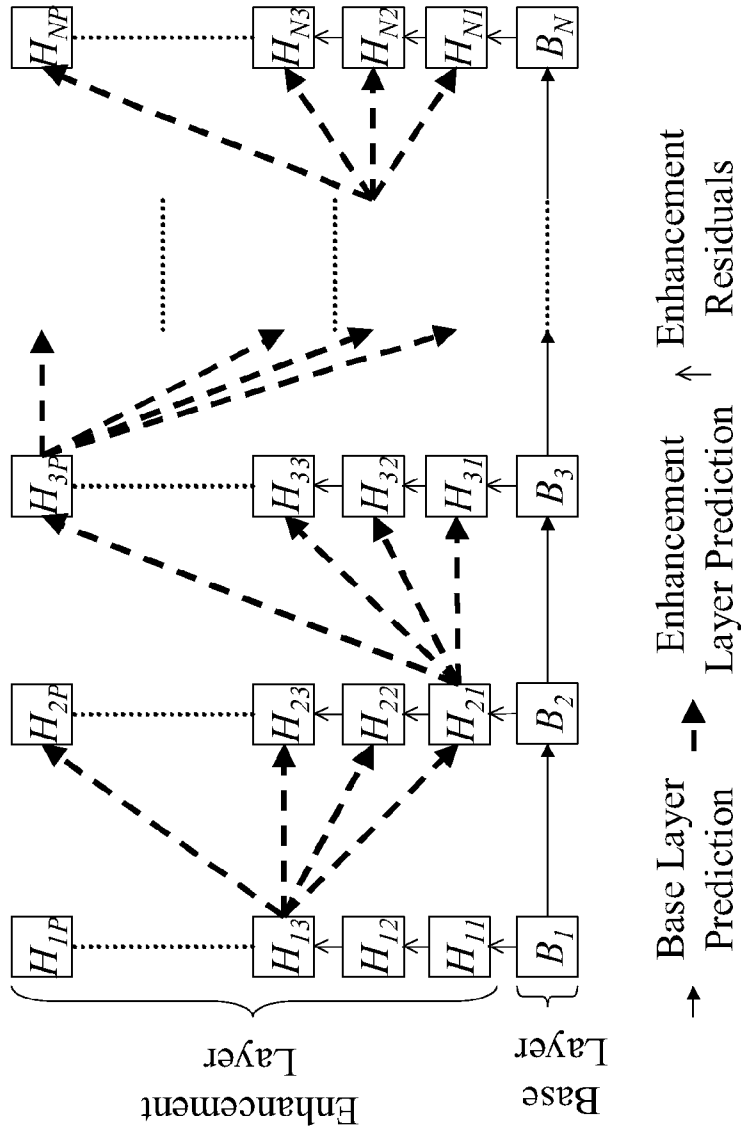 Enhancement
Layer
Base
Layer
H1P
H2P
H3P
HNP
H13
H23
H33
HN3
H12
H22
H32
HN2
H11
H21
H31
HN1
B1
B2
B3
BN
Base Layer
Prediction
Enhancement
Layer Prediction
Enhancement
Residuals